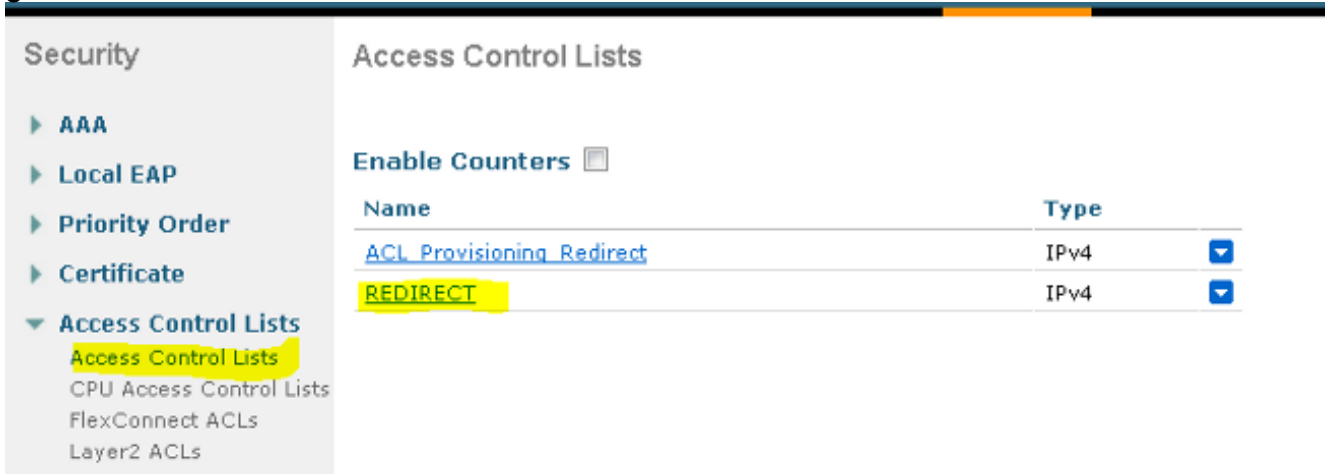 Security
AAA
Local EAP
Priority Order
Certificate
Access Control Lists
Access Control Lists
CPU Access Control Lists
FlexConnect ACLs
Layer2 ACLs
Access Control Lists
Enable Counters
Name Type
ACL_Provisioning_Redirect IPv4
REDIRECT IPv4